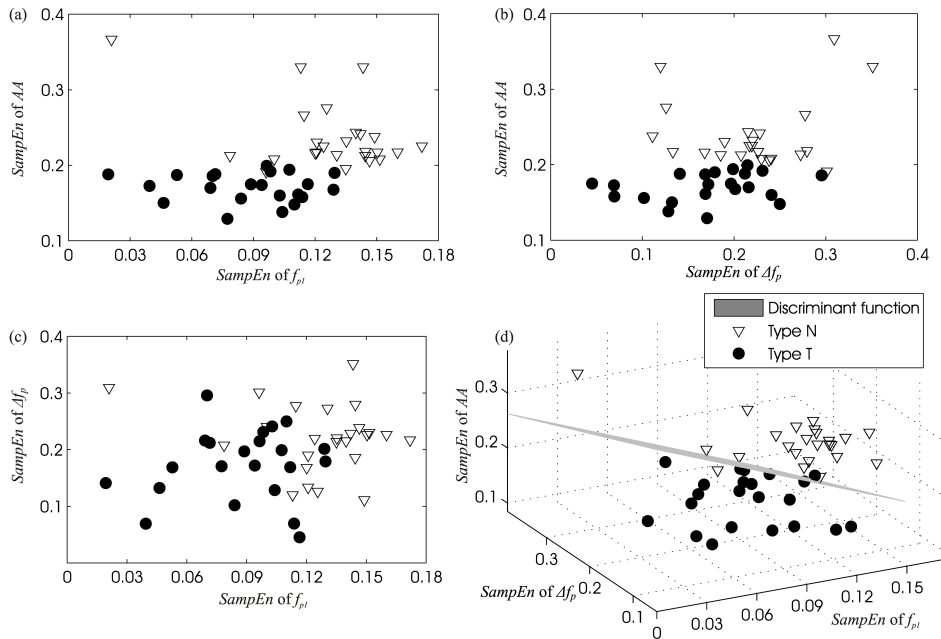 (a)
0.4
0.3
0.2
0.1
SampEn of AA
0
0.03
0.06
0.09
0.12
0.15
0.18
SampEn of fp1
(b)
0.4
0.3
0.2
0.1
SampEn of AA
0
0.1
0.2
0.3
0.4
SampEn of Δfp
(c)
0.4
0.3
0.2
0.1
SampEn of Δfp
0
0.03
0.06
0.09
0.12
0.15
0.18
SampEn of fp1
Discriminant function
Type N
Type T
(d)
0.3
0.2
0.1
SampEn of AA
0.3
0.2
0.1
SampEn of Δfp
0
0.03
0.06
0.09
0.12
0.15
SampEn of fp1